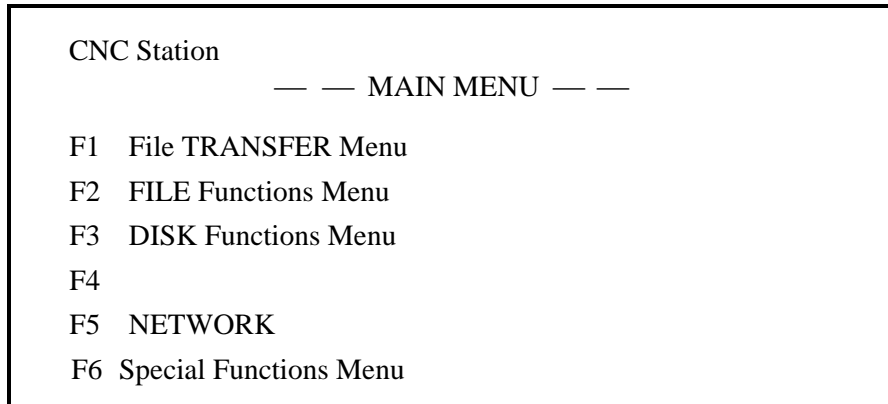 CNC Station
— — MAIN MENU — —
F1 File TRANSFER Menu
F2 FILE Functions Menu
F3 DISK Functions Menu
F4
F5 NETWORK
F6 Special Functions Menu